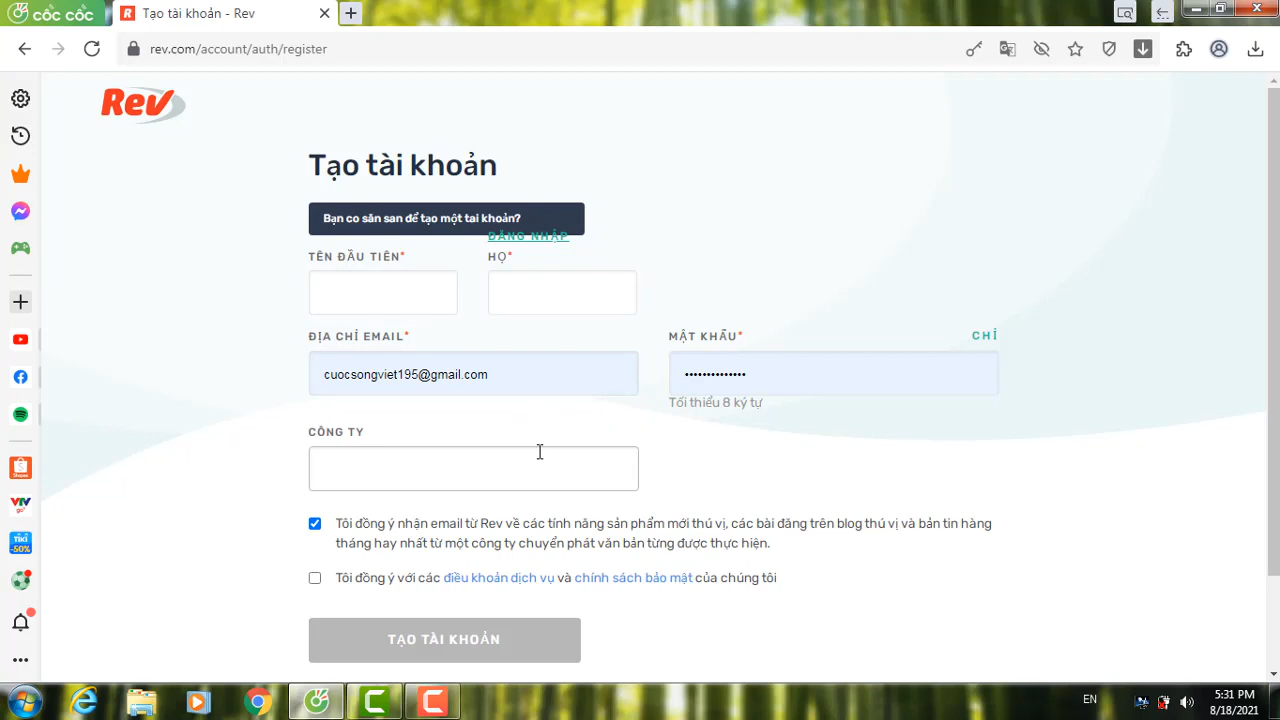 cốc cốc
Tạo tài khoản - Rev
rev.com/account/auth/register
Rev
Tạo tài khoản
Bạn co săn san để tạo một tai khoản?
ĐĂNG NHẬP
TÊN ĐẦU TIÊN*
HỌ*
ĐỊA CHỈ EMAIL*
MẬT KHẨU*
CHỈ
cuocsongviet195@gmail.com
••••••••••••••
Tối thiểu 8 ký tự
CÔNG TY
Tôi đồng ý nhận email từ Rev về các tính năng sản phẩm mới thú vị, các bài đăng trên blog thú vị và bản tin hàng
tháng hay nhất từ một công ty chuyển phát văn bản từng được thực hiện.
Tôi đồng ý với các điều khoản dịch vụ và chính sách bảo mật của chúng tôi
TẠO TÀI KHOẢN
VTV
go
TIKI
-50%
EN
5:31 PM
8/18/2021